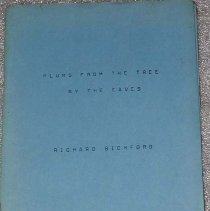 PLUMS FROM THE TREE
BY THE EAVES
RICHARD BICKFORD